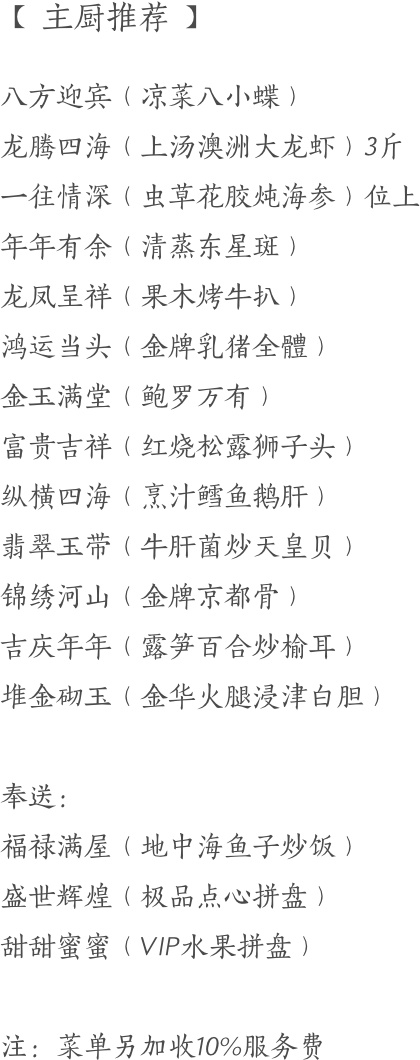 【 主厨推荐 】
八方迎宾（凉菜八小蝶）
龙腾四海（上汤澳洲大龙虾）3斤
一往情深（虫草花胶炖海参）位上
年年有余（清蒸东星斑）
龙凤呈祥（果木烤牛扒）
鸿运当头（金牌乳猪全體）
金玉满堂（鲍罗万有）
富贵吉祥（红烧松露狮子头）
纵横四海（烹汁鳕鱼鹅肝）
翡翠玉带（牛肝菌炒天皇贝）
锦绣河山（金牌京都骨）
吉庆年年（露笋百合炒榆耳）
堆金砌玉（金华火腿浸津白胆）
奉送：
福禄满屋（地中海鱼子炒饭）
盛世辉煌（极品点心拼盘）
甜甜蜜蜜（VIP水果拼盘）
注：菜单另加收10%服务费